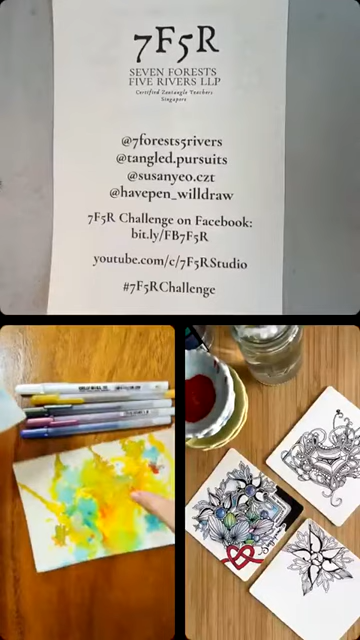 7F5R
SEVEN FORESTS
FIVE RIVERS LLP
Certified Zentangle Teachers
Singapore
@7forests5rivers
@tangled.pursuits
@susanyeo.czt
@havepen_willdraw
7F5R Challenge on Facebook:
bit.ly/FB7F5R
youtube.com/c/7F5RStudio
#7F5RChallenge